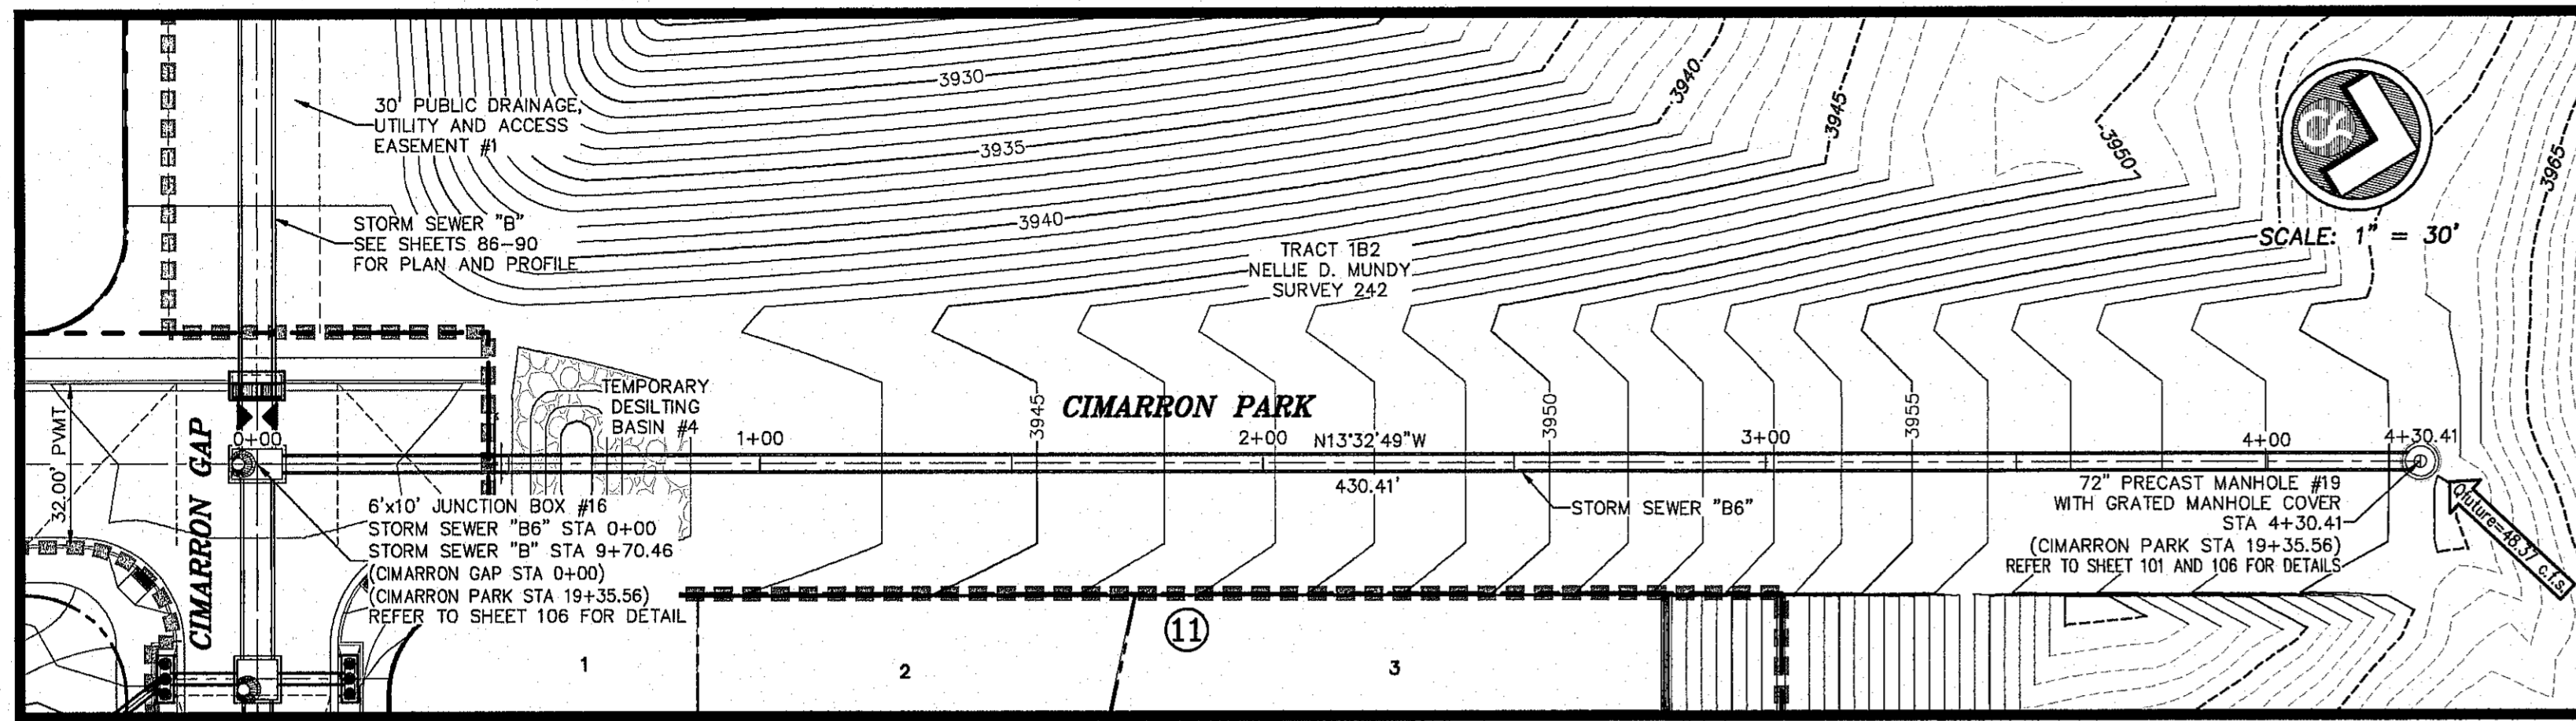 3930
3935
3940
3940
3945
3950
3965
30' PUBLIC DRAINAGE,
UTILITY AND ACCESS
EASEMENT #1
STORM SEWER "B"
SEE SHEETS 86-90
FOR PLAN AND PROFILE
TRACT 1B2
NELLIE D. MUNDY
SURVEY 242
SCALE: 1" = 30'
32.00' PVMT
CIMARRON GAP
0+00
TEMPORARY
DESILTING
BASIN #4
1+00
3945
CIMARRON PARK
2+00
N13°32'49"W
430.41'
3950
3+00
3955
4+00
4+30.41
STORM SEWER "B6"
6'x10' JUNCTION BOX #16
STORM SEWER "B6" STA 0+00
STORM SEWER "B" STA 9+70.46
(CIMARRON GAP STA 0+00)
(CIMARRON PARK STA 19+35.56)
REFER TO SHEET 106 FOR DETAIL
72" PRECAST MANHOLE #19
WITH GRATED MANHOLE COVER
STA 4+30.41
(CIMARRON PARK STA 19+35.56)
REFER TO SHEET 101 AND 106 FOR DETAILS
Qfuture=48.37 c.f.s.
11
1
2
3